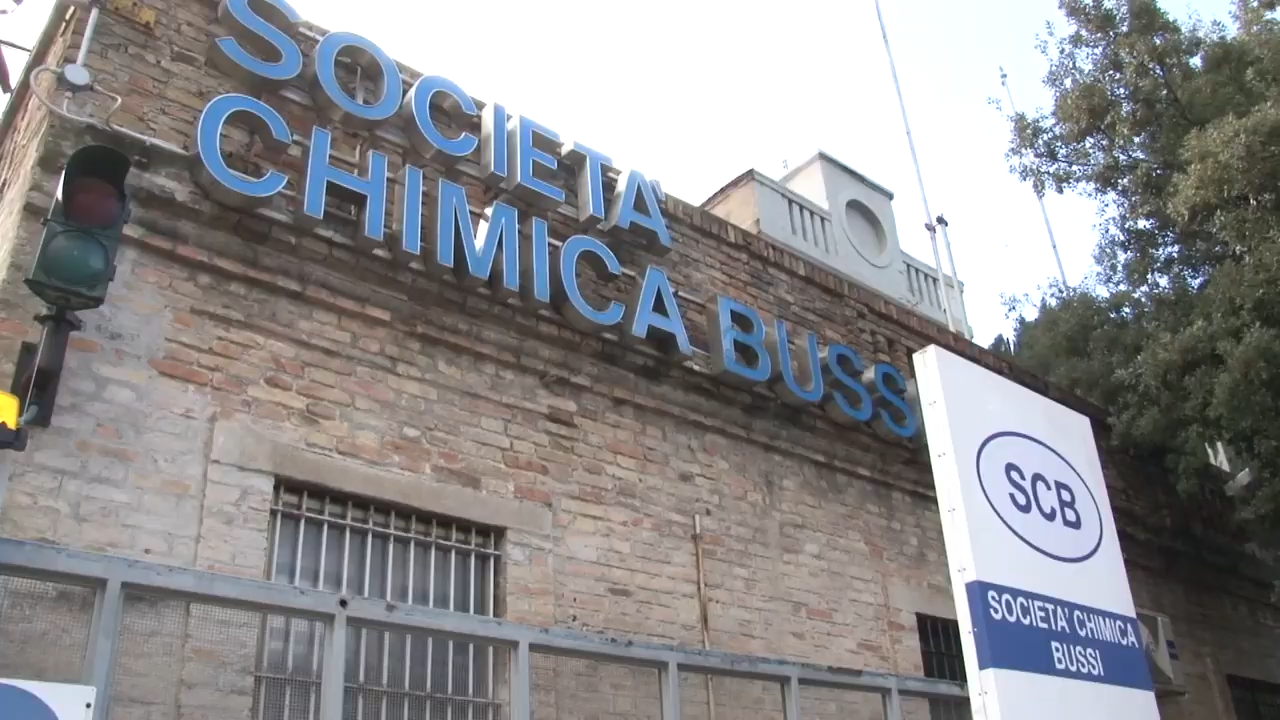 SOCIETA'
CHIMICA BUSS
SCB
SOCIETA' CHIMICA
BUSSI